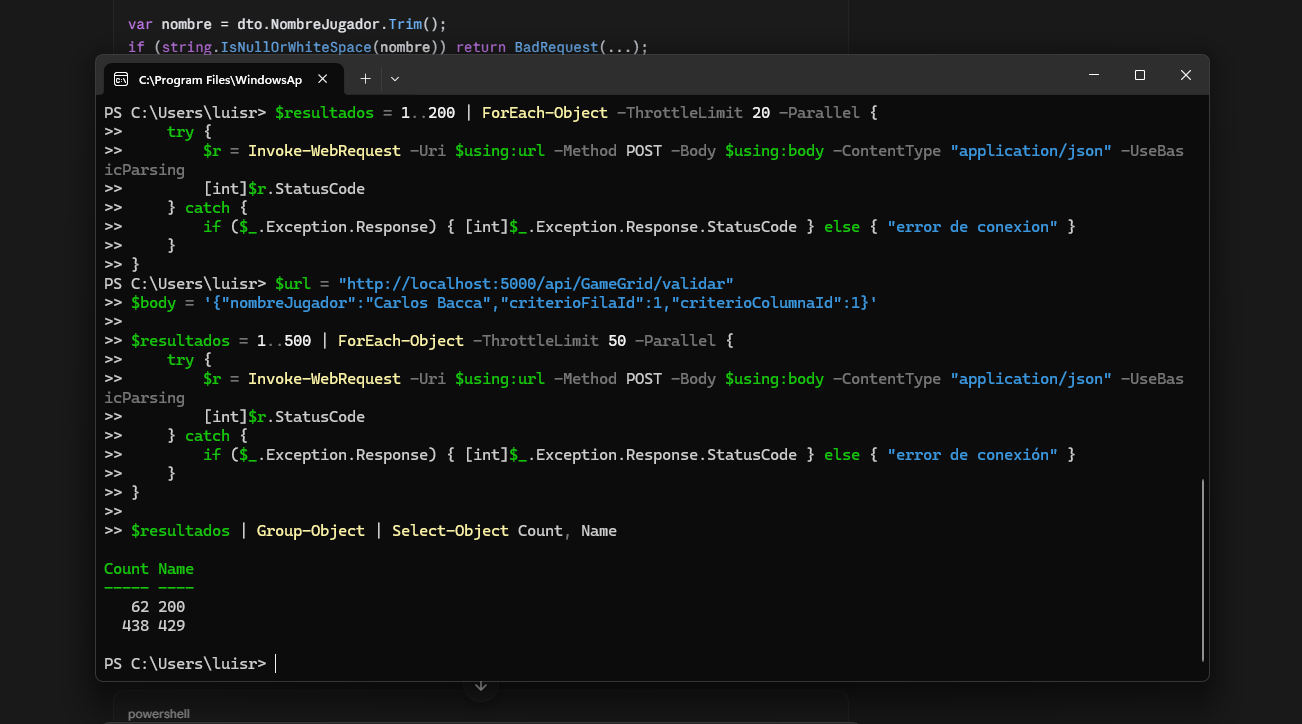 var nombre = dto.NombreJugador.Trim();
if (string.IsNullOrWhiteSpace(nombre)) return BadRequest(...);
C:\Program Files\WindowsAp
PS C:\Users\luisr> $resultados = 1..200 | ForEach-Object -ThrottleLimit 20 -Parallel {
>>     try {
>>         $r = Invoke-WebRequest -Uri $using:url -Method POST -Body $using:body -ContentType "application/json" -UseBas
icParsing
>>         [int]$r.StatusCode
>>     } catch {
>>         if ($_.Exception.Response) { [int]$_.Exception.Response.StatusCode } else { "error de conexion" }
>>     }
>> }
PS C:\Users\luisr> $url = "http://localhost:5000/api/GameGrid/validar"
>> $body = '{"nombreJugador":"Carlos Bacca","criterioFilaId":1,"criterioColumnaId":1}'
>>
>> $resultados = 1..500 | ForEach-Object -ThrottleLimit 50 -Parallel {
>>     try {
>>         $r = Invoke-WebRequest -Uri $using:url -Method POST -Body $using:body -ContentType "application/json" -UseBas
icParsing
>>         [int]$r.StatusCode
>>     } catch {
>>         if ($_.Exception.Response) { [int]$_.Exception.Response.StatusCode } else { "error de conexión" }
>>     }
>> }
>>
>> $resultados | Group-Object | Select-Object Count, Name
Count Name
----- ----
   62 200
  438 429
PS C:\Users\luisr>
powershell